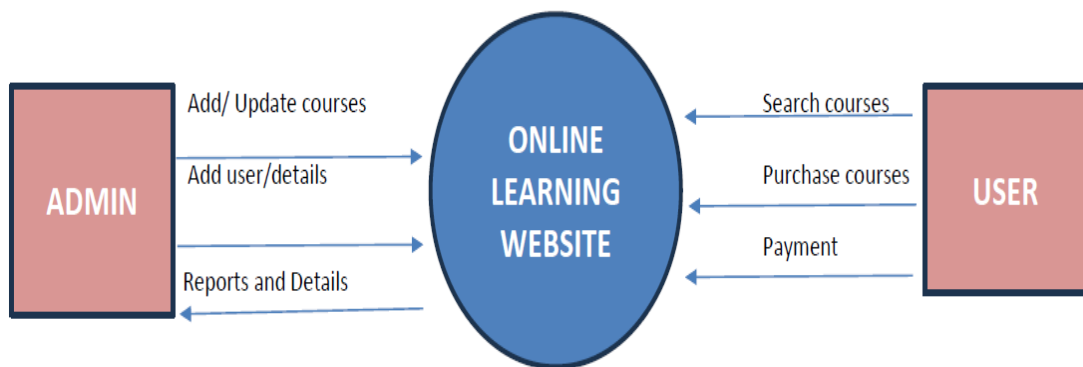 ADMIN
Add/ Update courses
Add user/details
Reports and Details
ONLINE
LEARNING
WEBSITE
Search courses
Purchase courses
Payment
USER